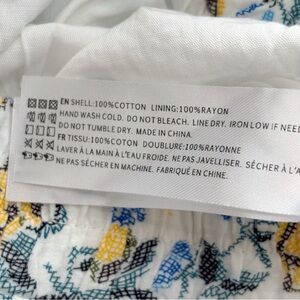 EN SHELL:100%COTTON LINING:100%RAYON
HAND WASH COLD. DO NOT BLEACH. LINE DRY. IRON LOW IF NEED
DO NOT TUMBLE DRY. MADE IN CHINA.
FR TISSU:100%COTON DOUBLURE:100%RAYONNE
LAVER À LA MAIN À L'EAU FROIDE. NE PAS JAVELLISER. SÉCHER À L'A
NE PAS SÉCHER EN MACHINE. FABRIQUÉ EN CHINE.